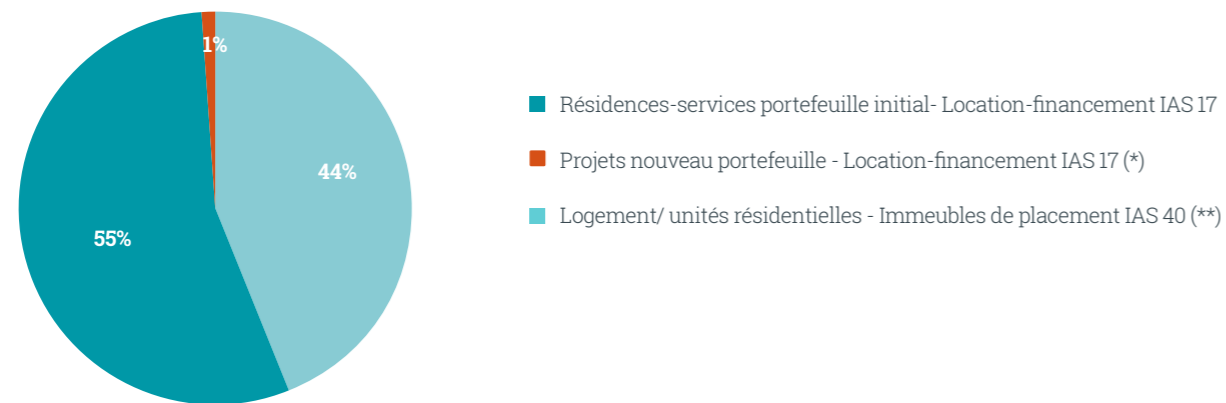 1%
44%
55%
Résidences-services portefeuille initial- Location-financement IAS 17
Projets nouveau portefeuille - Location-financement IAS 17 (*)
Logement/ unités résidentielles - Immeubles de placement IAS 40 (**)